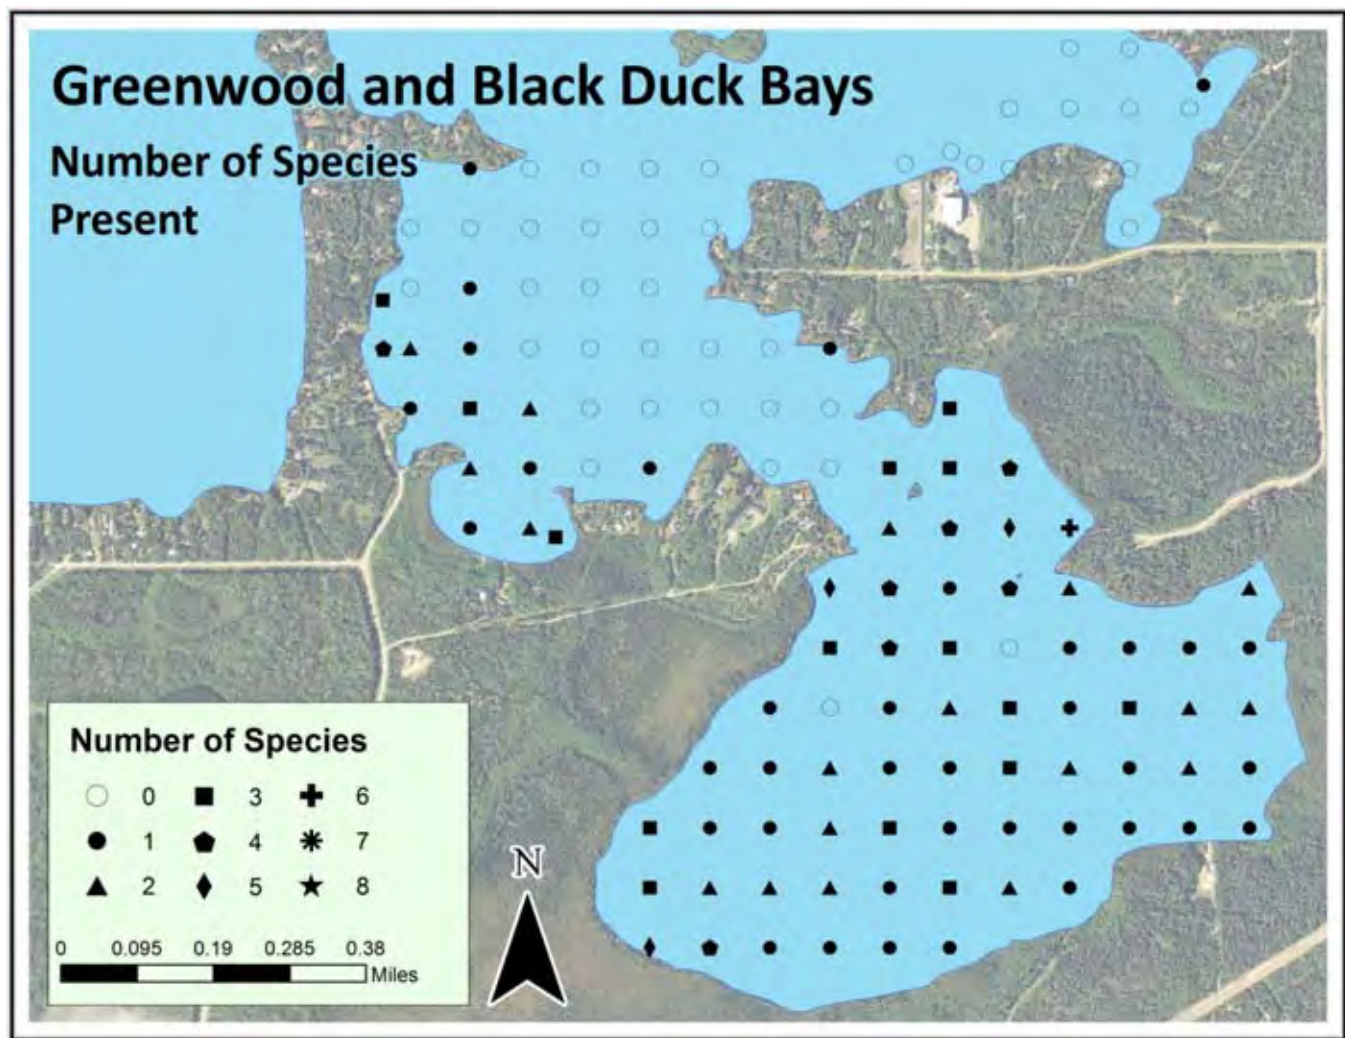 Greenwood and Black Duck Bays
Number of Species
Present
Number of Species
0 3 6
1 4 7
2 5 8
0 0.095 0.19 0.285 0.38
Miles
N